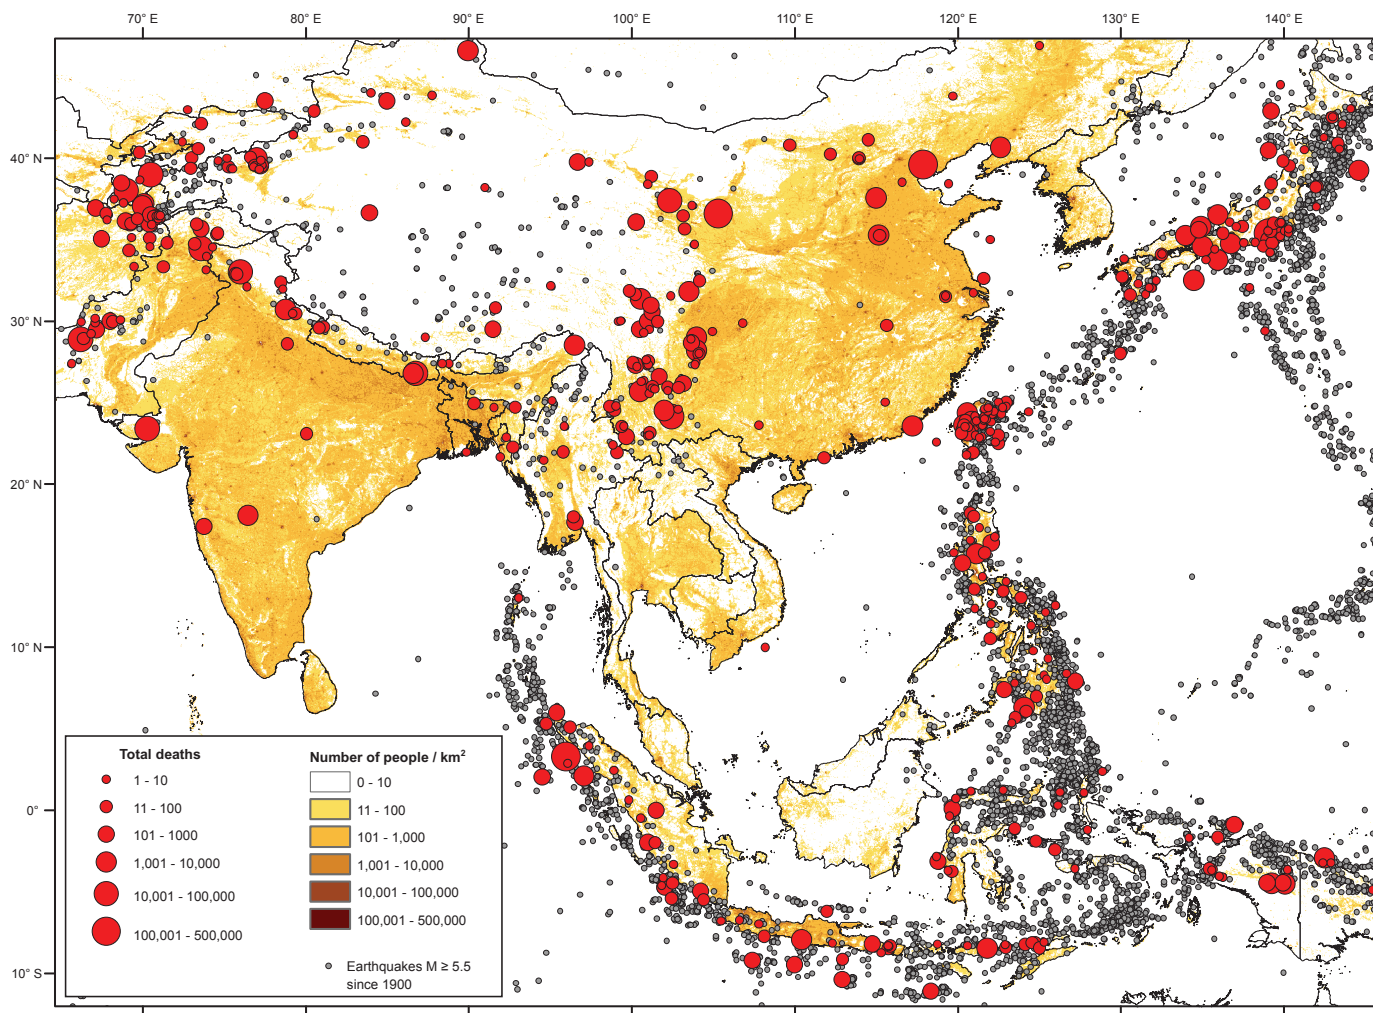 70° E 80° E 90° E 100° E 110° E 120° E 130° E 140° E
40° N
30° N
20° N
10° N
0°
10° S
Total deaths
1 - 10
11 - 100
101 - 1000
1,001 - 10,000
10,001 - 100,000
100,001 - 500,000
Number of people / km²
0 - 10
11 - 100
101 - 1,000
1,001 - 10,000
10,001 - 100,000
100,001 - 500,000
Earthquakes M ≥ 5.5
since 1900